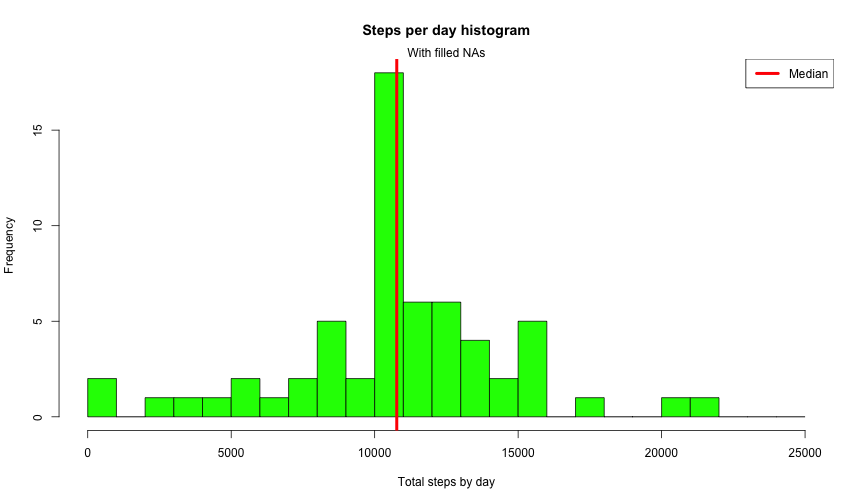 Steps per day histogram
With filled NAs
Median
15
10
5
0
Frequency
0 5000 10000 15000 20000 25000
Total steps by day